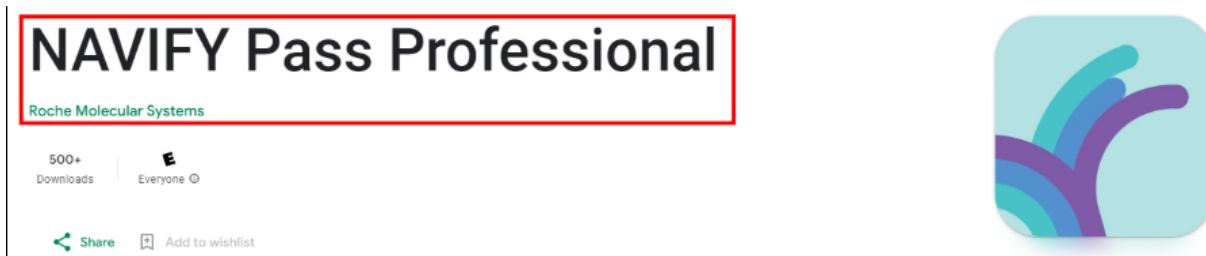 NAVIFY Pass Professional
Roche Molecular Systems
500+
Downloads
E
Everyone
Share
Add to wishlist